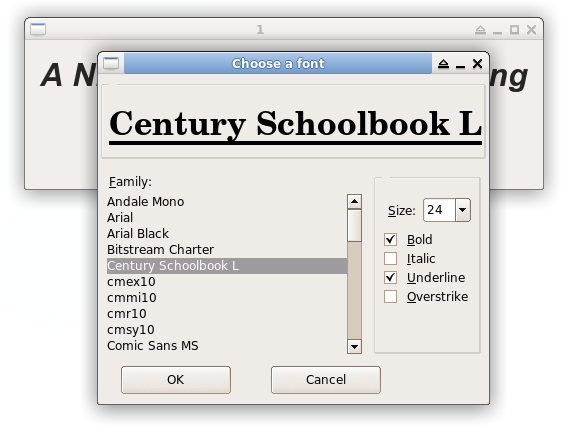 1
Choose a font
A N
ng
Century Schoolbook L
Family:
Andale Mono
Arial
Arial Black
Bitstream Charter
Century Schoolbook L
cmex10
cmmi10
cmr10
cmsy10
Comic Sans MS
Size: 24
Bold
Italic
Underline
Overstrike
OK Cancel